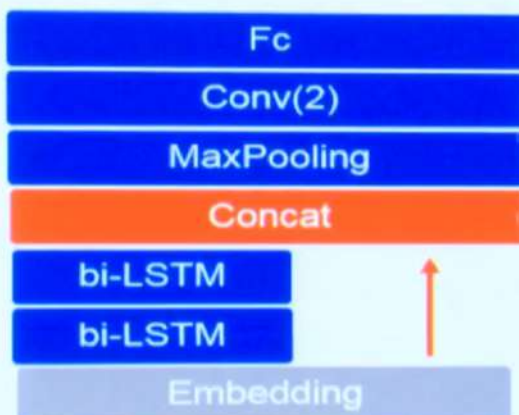 Fc
Conv(2)
MaxPooling
Concat
bi-LSTM
bi-LSTM
Embedding